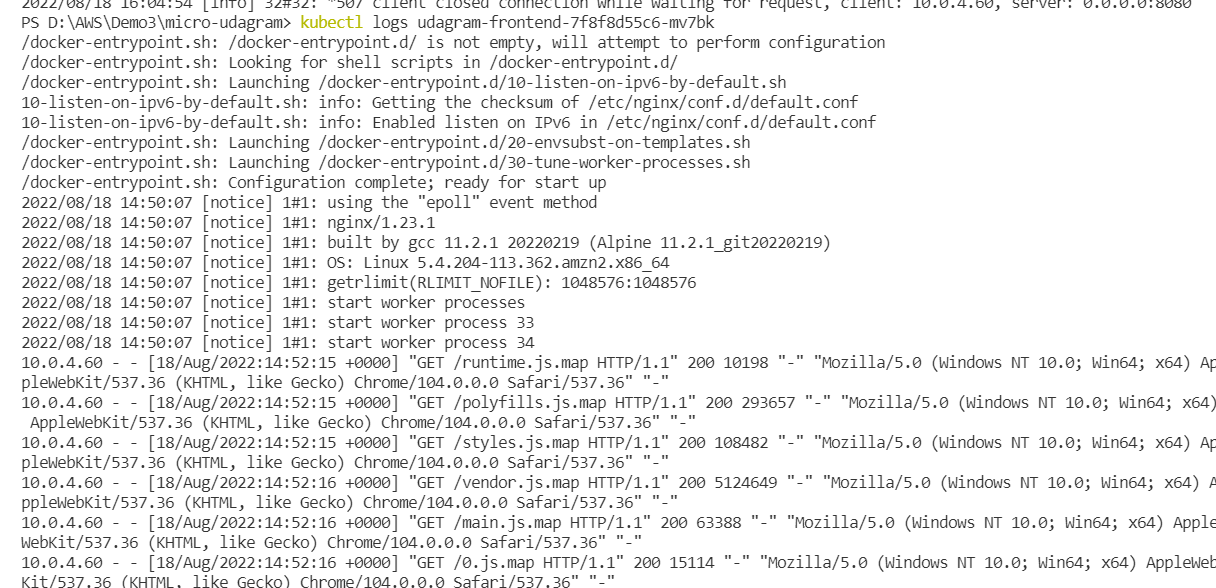 2022/08/18 16:04:54 [info] 32#32: *507 client closed connection while waiting for request, client: 10.0.4.60, server: 0.0.0.0:8080
PS D:\AWS\Demo3\micro-udagram> kubectl logs udagram-frontend-7f8f8d55c6-mv7bk
/docker-entrypoint.sh: /docker-entrypoint.d/ is not empty, will attempt to perform configuration
/docker-entrypoint.sh: Looking for shell scripts in /docker-entrypoint.d/
/docker-entrypoint.sh: Launching /docker-entrypoint.d/10-listen-on-ipv6-by-default.sh
10-listen-on-ipv6-by-default.sh: info: Getting the checksum of /etc/nginx/conf.d/default.conf
10-listen-on-ipv6-by-default.sh: info: Enabled listen on IPv6 in /etc/nginx/conf.d/default.conf
/docker-entrypoint.sh: Launching /docker-entrypoint.d/20-envsubst-on-templates.sh
/docker-entrypoint.sh: Launching /docker-entrypoint.d/30-tune-worker-processes.sh
/docker-entrypoint.sh: Configuration complete; ready for start up
2022/08/18 14:50:07 [notice] 1#1: using the "epoll" event method
2022/08/18 14:50:07 [notice] 1#1: nginx/1.23.1
2022/08/18 14:50:07 [notice] 1#1: built by gcc 11.2.1 20220219 (Alpine 11.2.1_git20220219)
2022/08/18 14:50:07 [notice] 1#1: OS: Linux 5.4.204-113.362.amzn2.x86_64
2022/08/18 14:50:07 [notice] 1#1: getrlimit(RLIMIT_NOFILE): 1048576:1048576
2022/08/18 14:50:07 [notice] 1#1: start worker processes
2022/08/18 14:50:07 [notice] 1#1: start worker process 33
2022/08/18 14:50:07 [notice] 1#1: start worker process 34
10.0.4.60 - - [18/Aug/2022:14:52:15 +0000] "GET /runtime.js.map HTTP/1.1" 200 10198 "-" "Mozilla/5.0 (Windows NT 10.0; Win64; x64) Ap
pleWebKit/537.36 (KHTML, like Gecko) Chrome/104.0.0.0 Safari/537.36" "-"
10.0.4.60 - - [18/Aug/2022:14:52:15 +0000] "GET /polyfills.js.map HTTP/1.1" 200 293657 "-" "Mozilla/5.0 (Windows NT 10.0; Win64; x64)
AppleWebKit/537.36 (KHTML, like Gecko) Chrome/104.0.0.0 Safari/537.36" "-"
10.0.4.60 - - [18/Aug/2022:14:52:15 +0000] "GET /styles.js.map HTTP/1.1" 200 108482 "-" "Mozilla/5.0 (Windows NT 10.0; Win64; x64) Ap
pleWebKit/537.36 (KHTML, like Gecko) Chrome/104.0.0.0 Safari/537.36" "-"
10.0.4.60 - - [18/Aug/2022:14:52:16 +0000] "GET /vendor.js.map HTTP/1.1" 200 5124649 "-" "Mozilla/5.0 (Windows NT 10.0; Win64; x64) A
ppleWebKit/537.36 (KHTML, like Gecko) Chrome/104.0.0.0 Safari/537.36" "-"
10.0.4.60 - - [18/Aug/2022:14:52:16 +0000] "GET /main.js.map HTTP/1.1" 200 63388 "-" "Mozilla/5.0 (Windows NT 10.0; Win64; x64) Apple
WebKit/537.36 (KHTML, like Gecko) Chrome/104.0.0.0 Safari/537.36" "-"
10.0.4.60 - - [18/Aug/2022:14:52:16 +0000] "GET /0.js.map HTTP/1.1" 200 15114 "-" "Mozilla/5.0 (Windows NT 10.0; Win64; x64) AppleWeb
Kit/537.36 (KHTML, like Gecko) Chrome/104.0.0.0 Safari/537.36" "-"